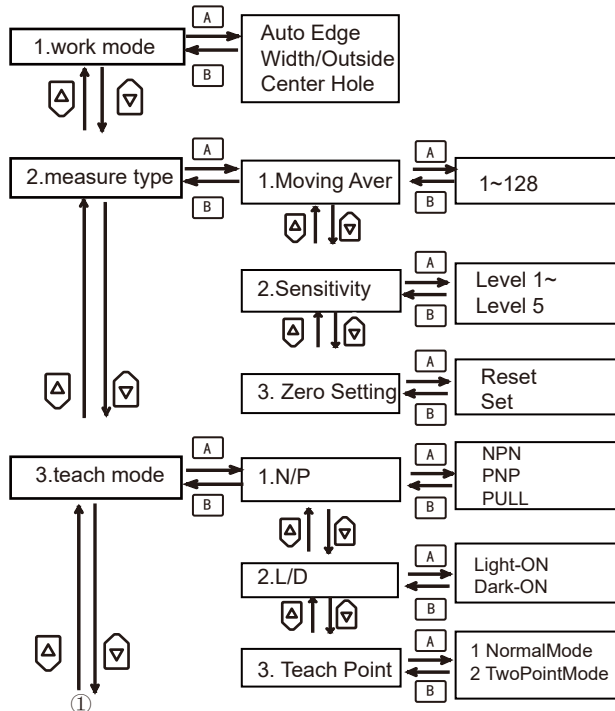 A
1.work mode
B
Auto Edge
Width/Outside
Center Hole
A
2.measure type
B
1.Moving Aver
A
B
1~128
2.Sensitivity
A
B
Level 1~
Level 5
3. Zero Setting
A
B
Reset
Set
A
3.teach mode
B
1.N/P
A
B
NPN
PNP
PULL
2.L/D
A
B
Light-ON
Dark-ON
3. Teach Point
A
B
1 NormalMode
2 TwoPointMode
①